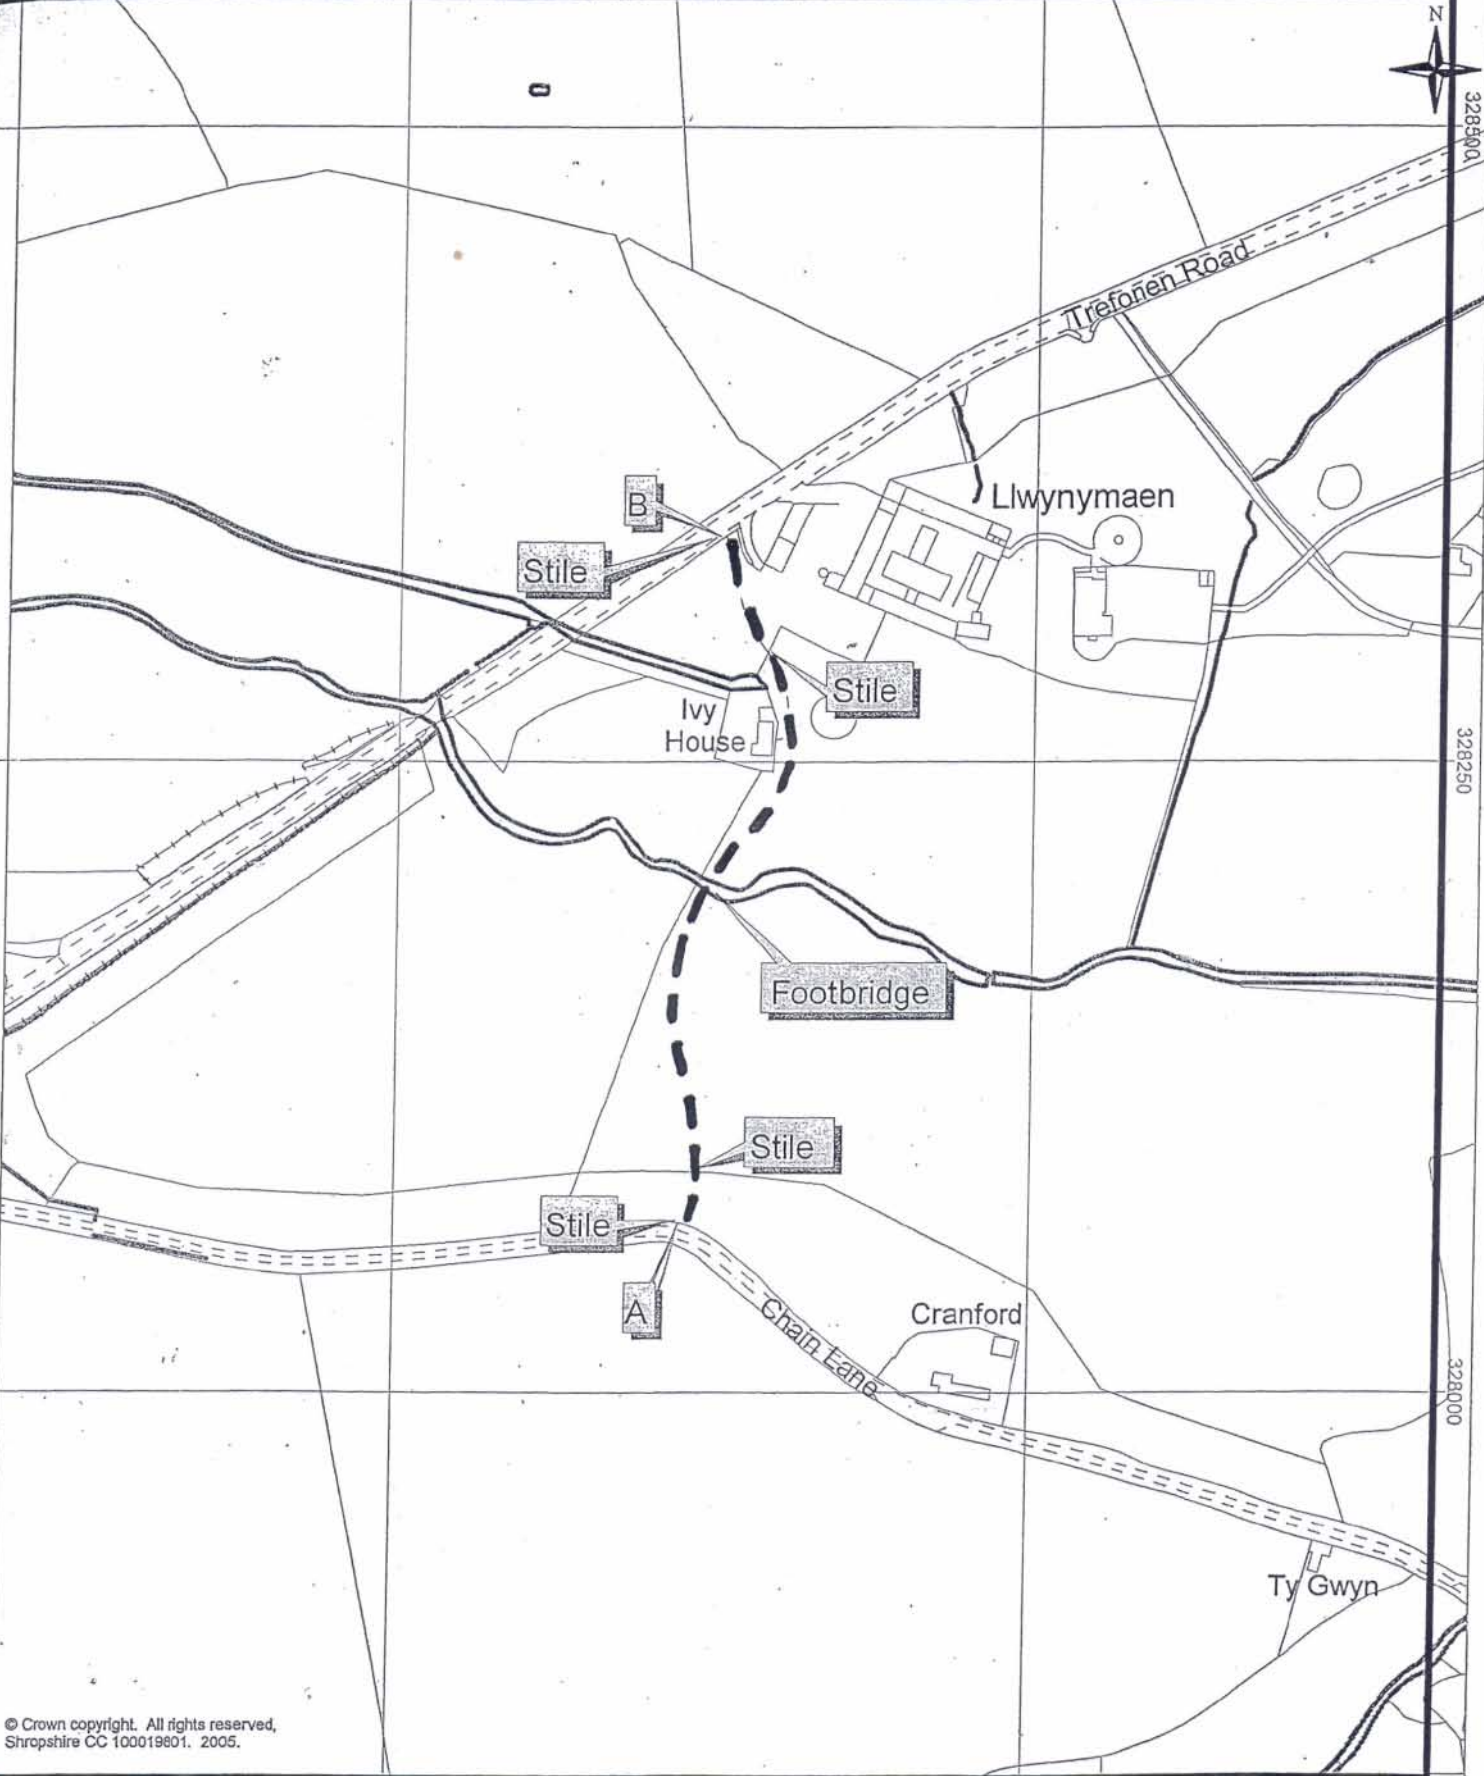 N
328500
Trefonen Road
B
Llwynymaen
Stile
Stile
Ivy
House
328250
Footbridge
Stile
Stile
A
Cranford
Chain Lane
328000
Ty Gwyn
© Crown copyright. All rights reserved,
Shropshire CC 100019801. 2005.